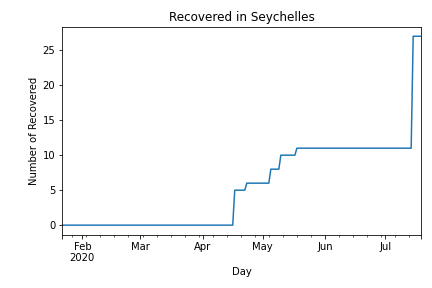 Recovered in Seychelles
Number of Recovered
25
20
15
10
5
0
Feb
2020
Mar
Apr
May
Jun
Jul
Day